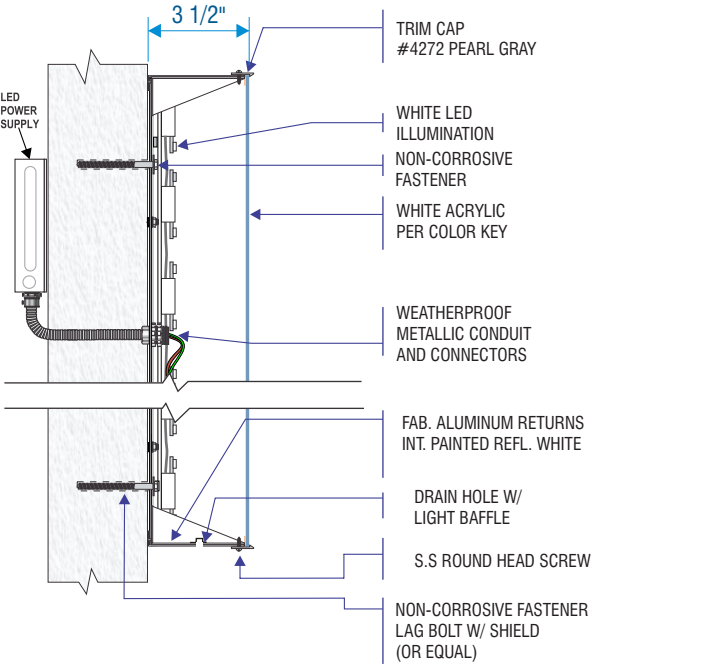 3 1/2"
TRIM CAP
#4272 PEARL GRAY
LED
POWER
SUPPLY
WHITE LED
ILLUMINATION
NON-CORROSIVE
FASTENER
WHITE ACRYLIC
PER COLOR KEY
WEATHERPROOF
METALLIC CONDUIT
AND CONNECTORS
FAB. ALUMINUM RETURNS
INT. PAINTED REFL. WHITE
DRAIN HOLE W/
LIGHT BAFFLE
S.S ROUND HEAD SCREW
NON-CORROSIVE FASTENER
LAG BOLT W/ SHIELD
(OR EQUAL)